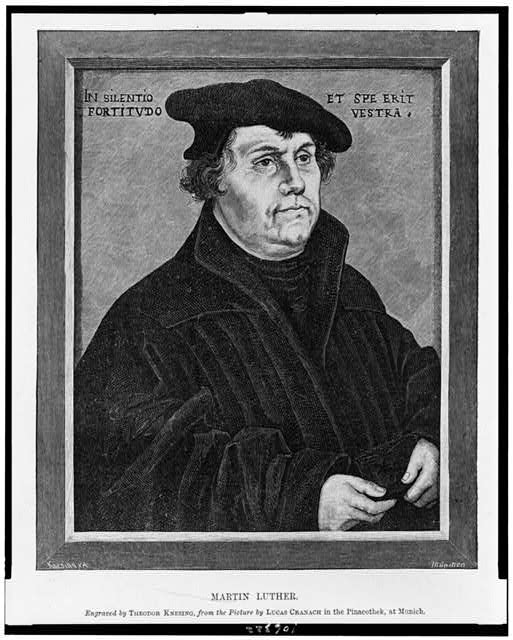 IN SILENTIO ET SPE ERIT
FORTITVDO VESTRA.
MARTIN LUTHER.
Engraved by THEODOR KNESING, from the Picture by LUCAS CRANACH in the Pinacothek, at Munich.